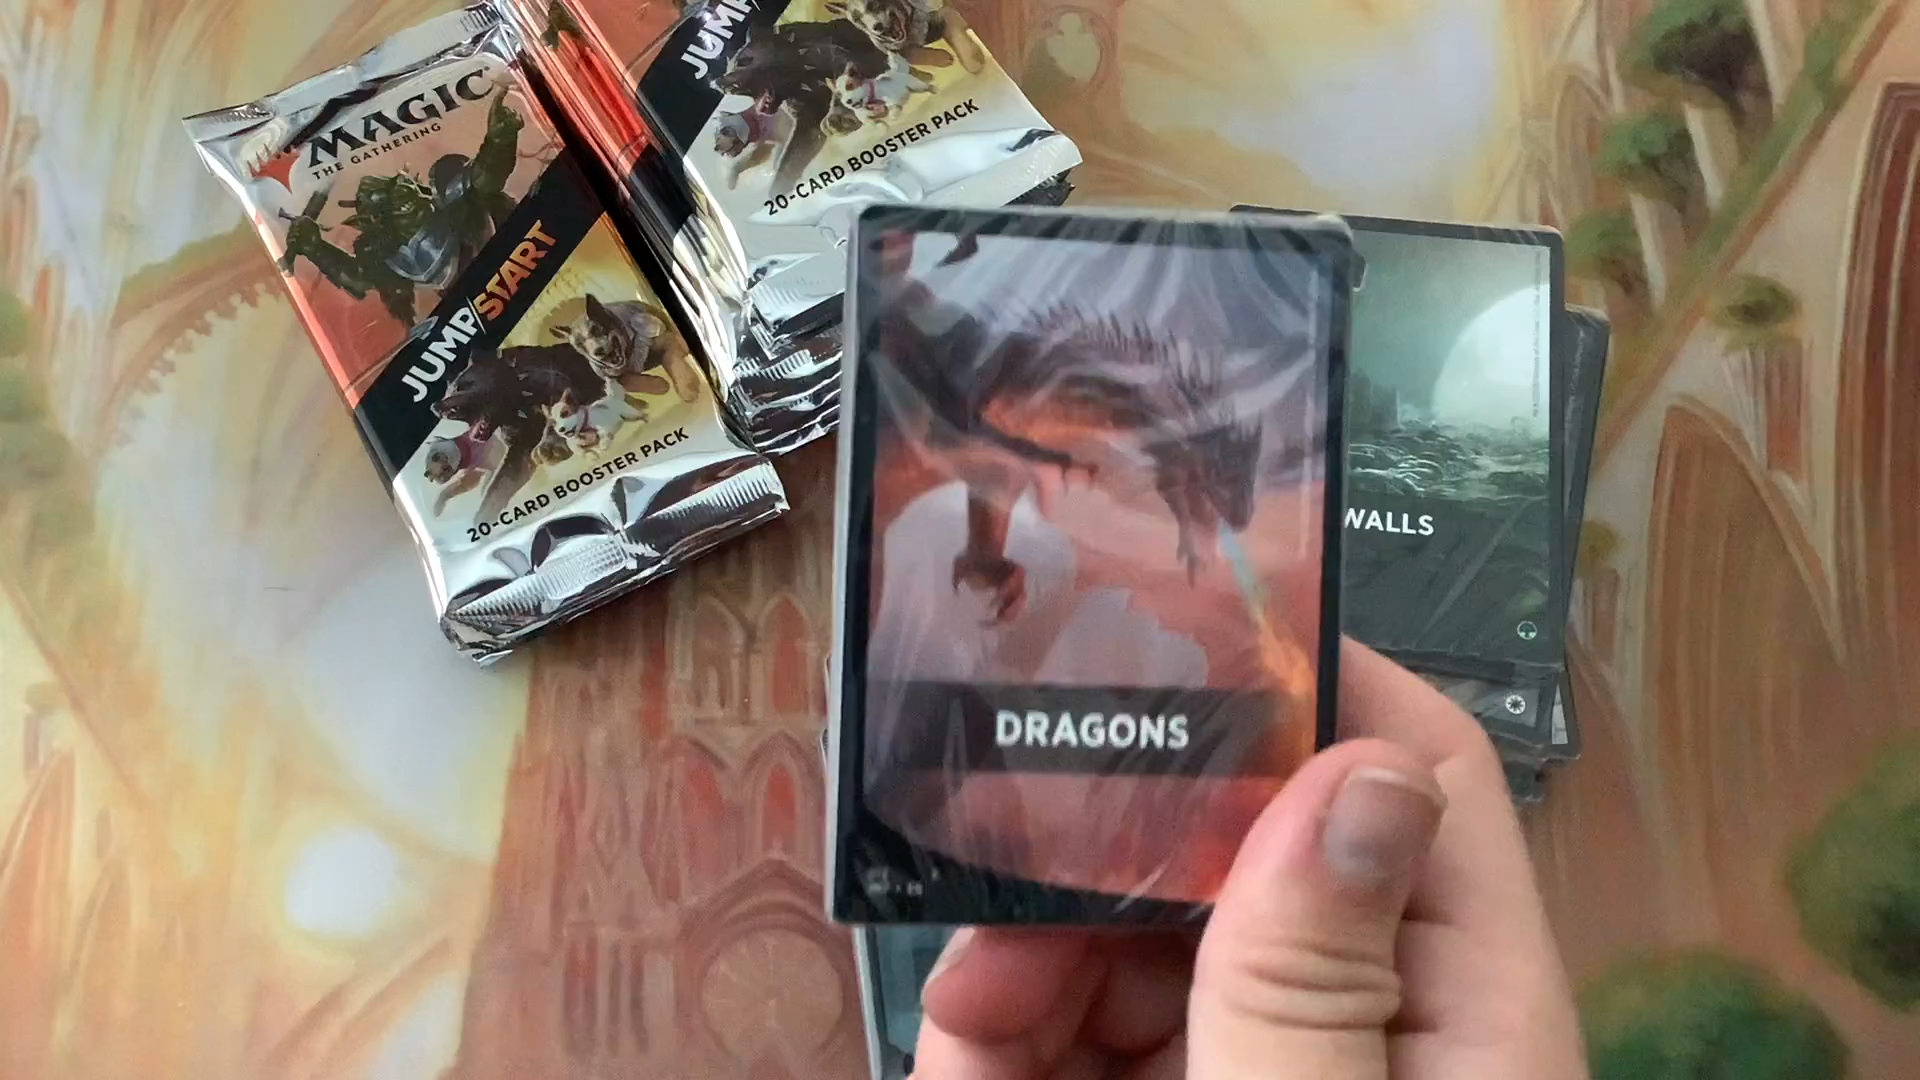 MAGIC
THE GATHERING
JUMP/START
20-CARD BOOSTER PACK
JUMP
20-CARD BOOSTER PACK
DRAGONS
WALLS